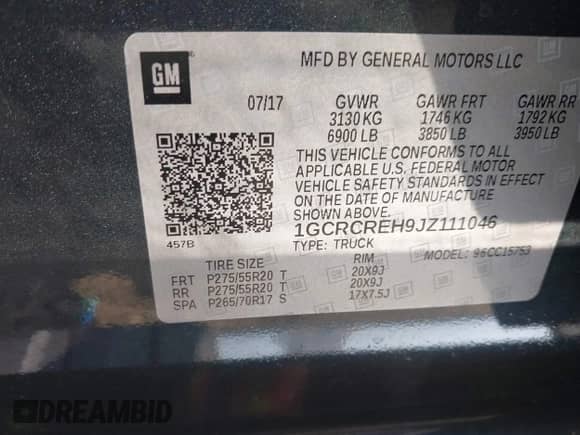 GM
MFD BY GENERAL MOTORS LLC
07/17 GVWR GAWR FRT GAWR RR
3130 KG 1746 KG 1792 KG
6900 LB 3850 LB 3950 LB
THIS VEHICLE CONFORMS TO ALL
APPLICABLE U.S. FEDERAL MOTOR
VEHICLE SAFETY STANDARDS IN EFFECT
ON THE DATE OF MANUFACTURE
SHOWN ABOVE.
1GCRCREH9JZ111046
457B
TYPE: TRUCK MODEL: 96CC15753
TIRE SIZE RIM
FRT P275/55R20 T 20X9J
RR P275/55R20 T 20X9J
SPA P265/70R17 S 17X7.5J
DREAMBID